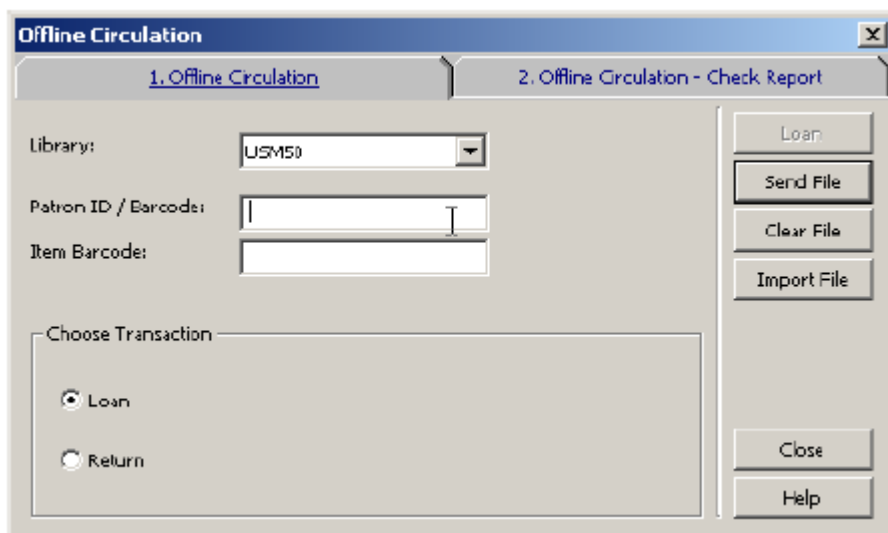 Offline Circulation
1. Offline Circulation
2. Offline Circulation - Check Report
Library:
USM50
Loan
Send File
Patron ID / Barcode:
Clear File
Item Barcode:
Import File
Choose Transaction
Loan
Return
Close
Help